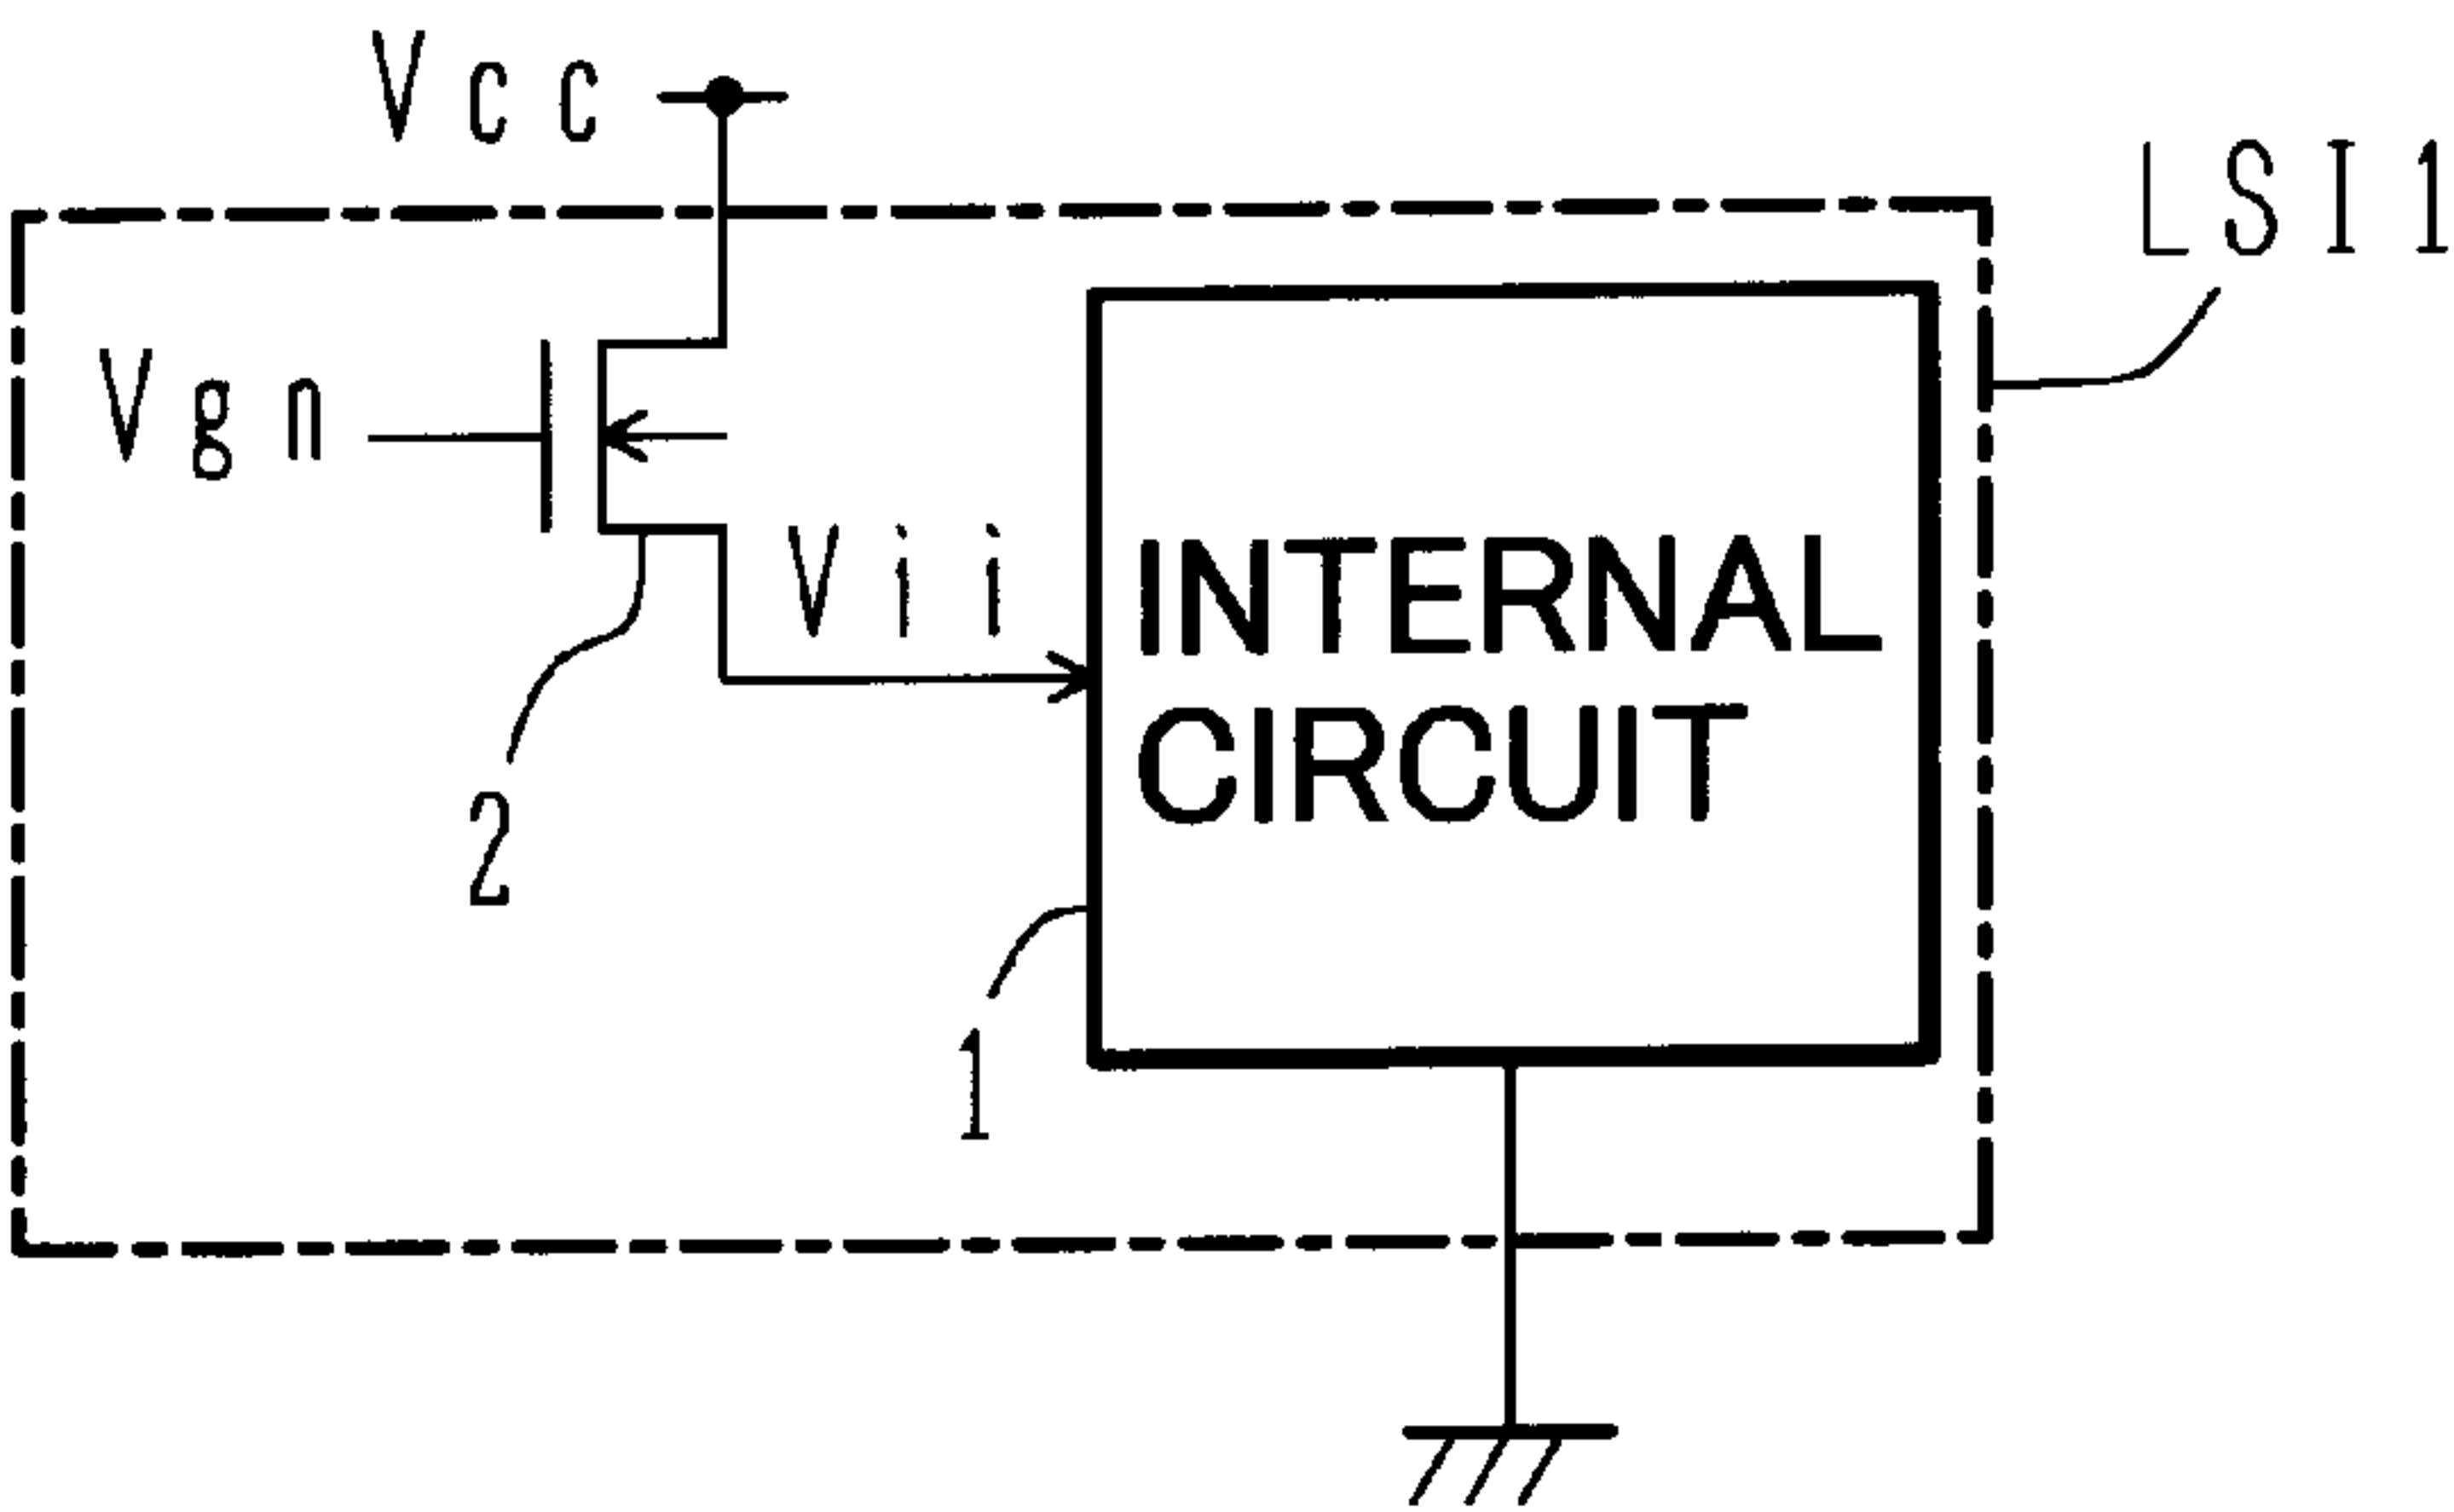 Vcc
LSI1
Vgn
Vii
INTERNAL
CIRCUIT
2
1